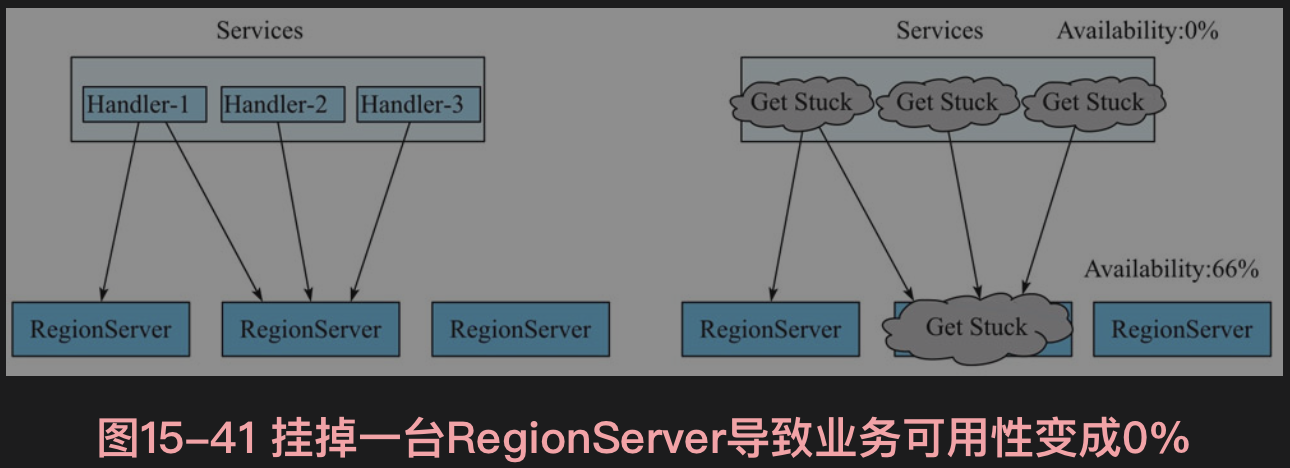 Services
Handler-1 Handler-2 Handler-3
RegionServer RegionServer RegionServer
Services Availability:0%
Get Stuck Get Stuck Get Stuck
Availability:66%
RegionServer Get Stuck RegionServer
图15-41 挂掉一台RegionServer导致业务可用性变成0%